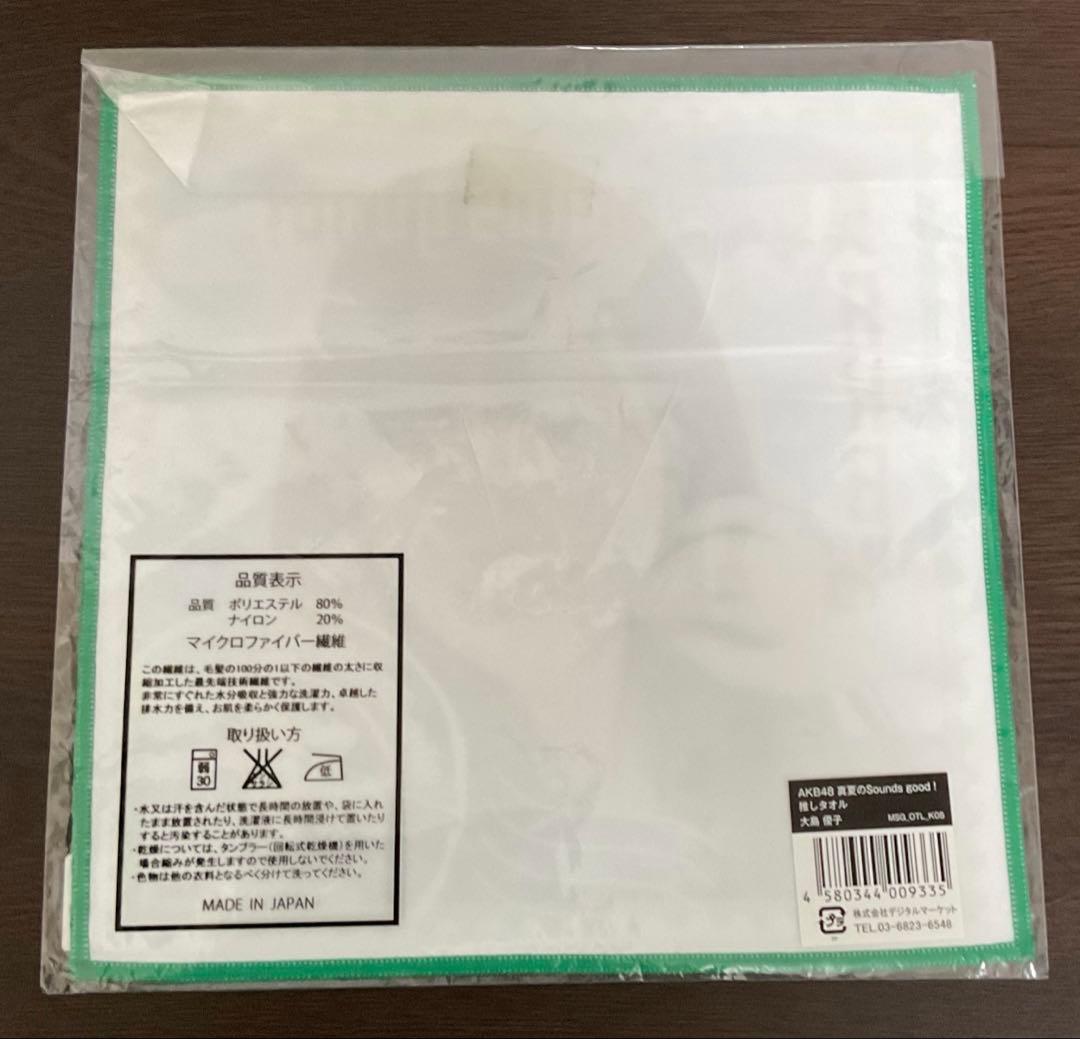 品質表示
品質 ポリエステル 80%
ナイロン 20%
マイクロファイバー繊維
この繊維は、毛髪の100分の1以下の繊維の太さに収
縮加工した最先端技術繊維です。
非常にすぐれた水分吸収と強力な洗濯力、卓越した
排水力を備え、お肌を柔らかく保護します。
取り扱い方
弱
30
エンソ
サラシ
低
・水又は汗を含んだ状態で長時間の放置や、袋に入れ
たまま放置されたり、洗濯液に長時間浸けて置いたり
すると汚染することがあります。
・乾燥については、タンブラー(回転式乾燥機)を用いた
場合縮みが発生しますので使用しないでください。
・色物は他の衣料となるべく分けて洗ってください。
MADE IN JAPAN
AKB48 真夏のSounds good!
推しタオル
大島 優子 MSG_OTL_K08
4 580344 009335
プラ
株式会社デジタルマーケット
TEL.03-6823-6548